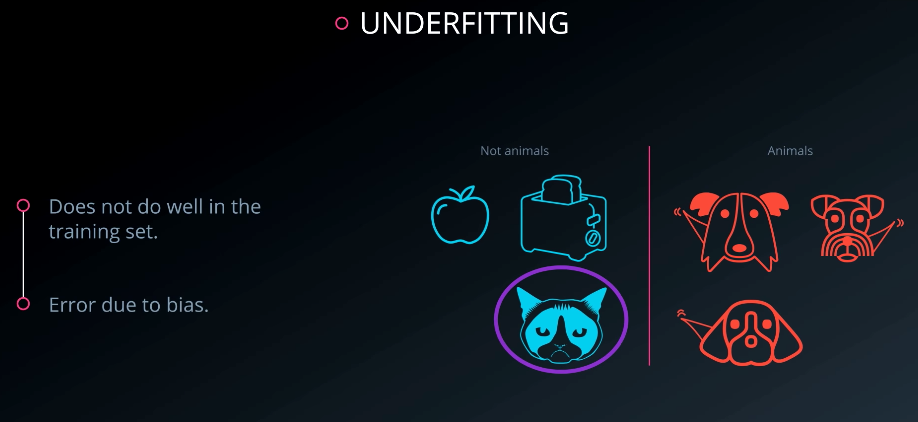 UNDERFITTING
Not animals
Animals
Does not do well in the
training set.
Error due to bias.